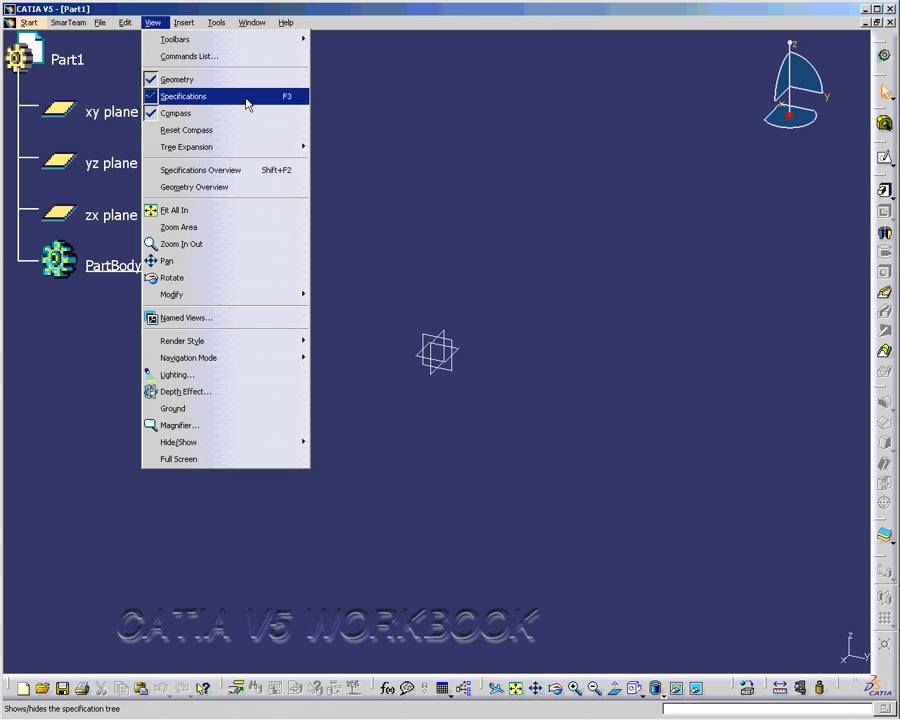 CATIA V5 - [Part1]
Start SmarTeam File Edit View Insert Tools Window Help
Part1
xy plane
yz plane
zx plane
PartBody
Toolbars
Commands List...
Geometry
Specifications F3
Compass
Reset Compass
Tree Expansion
Specifications Overview Shift+F2
Geometry Overview
Fit All In
Zoom Area
Zoom In Out
Pan
Rotate
Modify
Named Views...
Render Style
Navigation Mode
Lighting...
Depth Effect...
Ground
Magnifier...
Hide/Show
Full Screen
z
y
x
CATIA V5 WORKBOOK
z
x y
f(x)
CATIA
Shows/hides the specification tree